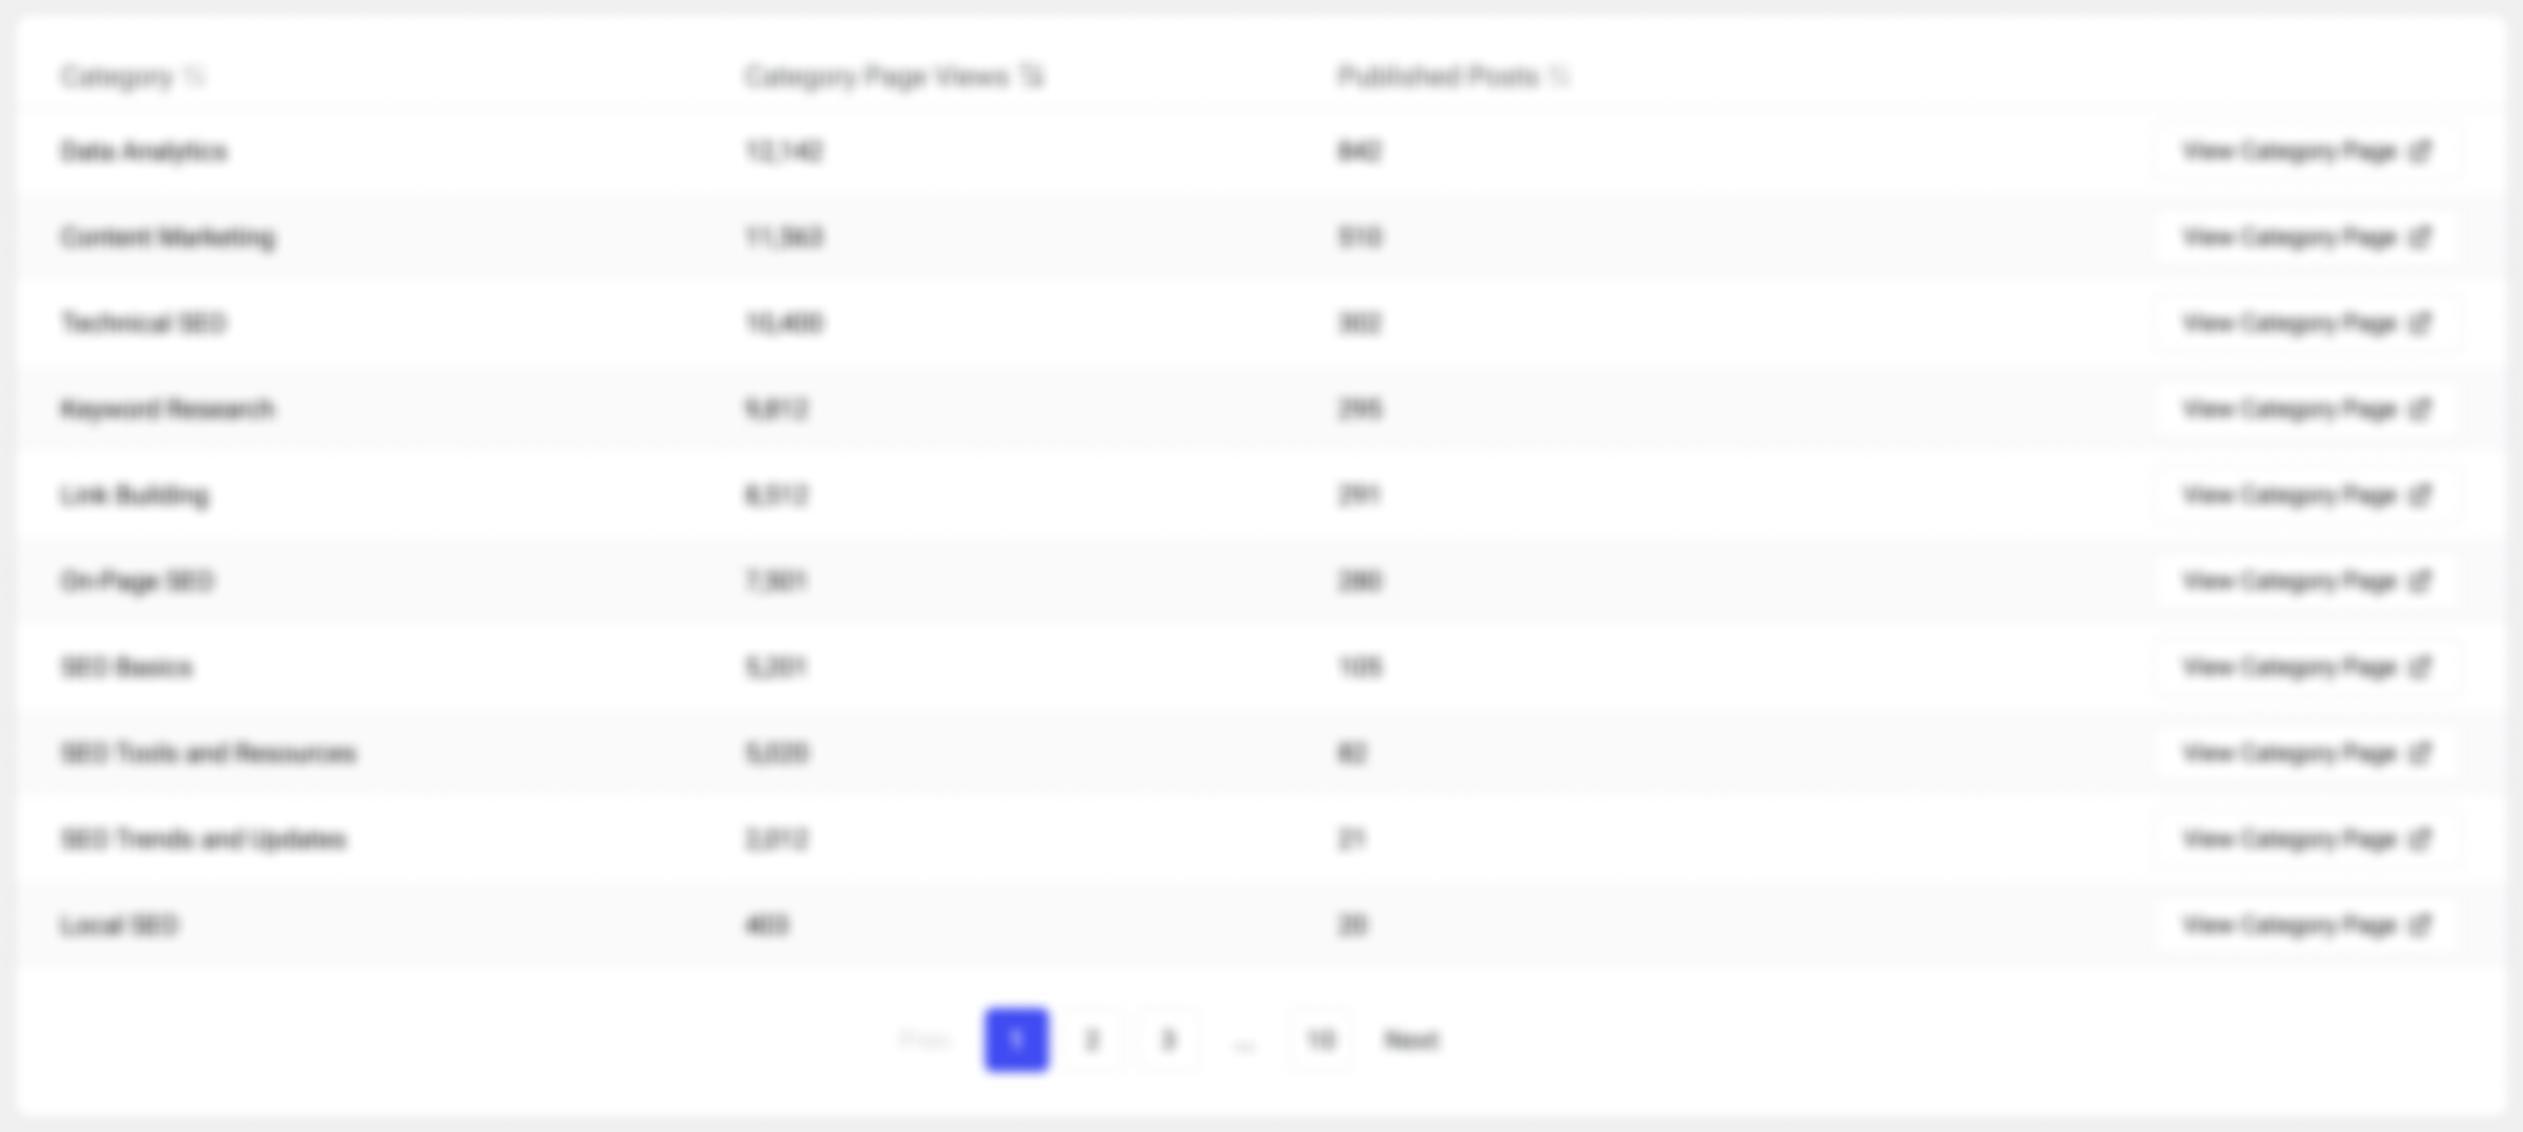 Category
Category Page Views
Published Posts
Data Analytics 12,142 842 View Category Page
Content Marketing 11,563 510 View Category Page
Technical SEO 10,400 302 View Category Page
Keyword Research 9,812 295 View Category Page
Link Building 8,512 291 View Category Page
On-Page SEO 7,501 280 View Category Page
SEO Basics 5,201 105 View Category Page
SEO Tools and Resources 5,020 82 View Category Page
SEO Trends and Updates 2,012 21 View Category Page
Local SEO 403 20 View Category Page
Prev 1 2 3 ... 10 Next